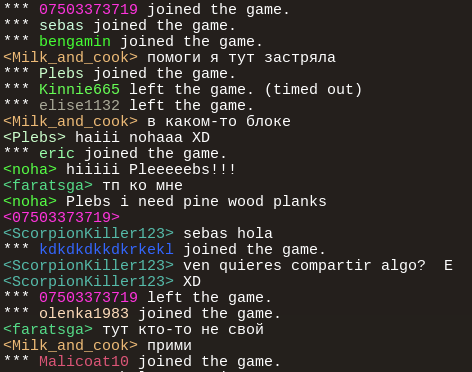 *** 07503373719 joined the game.
*** sebas joined the game.
*** bengamin joined the game.
<Milk_and_cook> помоги я тут застряла
*** Plebs joined the game.
*** Kinnie665 left the game. (timed out)
*** elise1132 left the game.
<Milk_and_cook> в каком-то блоке
<Plebs> haiii nohaaa XD
*** eric joined the game.
<noha> hiiiii Pleeeeebs!!!
<faratsga> тп ко мне
<noha> Plebs i need pine wood planks
<07503373719>
<ScorpionKiller123> sebas hola
*** kdkdkdkkdkrkekl joined the game.
<ScorpionKiller123> ven quieres compartir algo?  E
<ScorpionKiller123> XD
*** 07503373719 left the game.
*** olenka1983 joined the game.
<faratsga> тут кто-то не свой
<Milk_and_cook> прими
*** Malicoat10 joined the game.